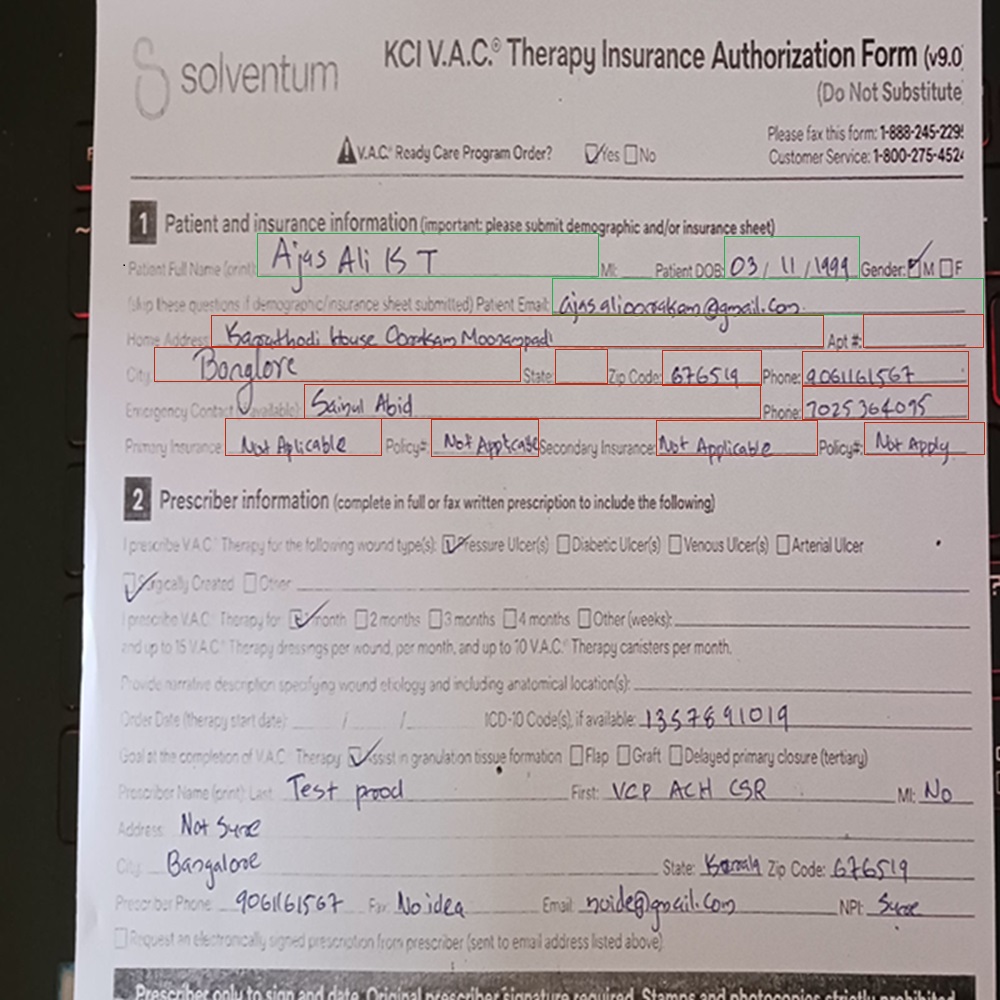 solventum
KCI V.A.C.® Therapy Insurance Authorization Form (v9.0)
(Do Not Substitute
V.A.C.® Ready Care Program Order? Yes No
Please fax this form: 1-888-245-229
Customer Service: 1-800-275-452
1 Patient and insurance information (important: please submit demographic and/or insurance sheet)
Patient Full Name (print): Ajas Ali K T MI: Patient DOB: 03 / 11 / 1999 Gender: M F
(skip these questions if demographic/insurance sheet submitted) Patient Email: @gmail.com
Home Address: House Apt #:
City: Banglore State: Zip Code: 676519 Phone: 9061161567
Emergency Contact (if available): Sainul Abid Phone: 7025364095
Primary Insurance: Not Aplicable Policy#: Not Applicable Secondary Insurance: Not Applicable Policy#: Not Apply
2 Prescriber information (complete in full or fax written prescription to include the following)
I prescribe V.A.C.® Therapy for the following wound type(s): Pressure Ulcer(s) Diabetic Ulcer(s) Venous Ulcer(s) Arterial Ulcer
Surgically Created Other
I prescribe V.A.C.® Therapy for: month 2 months 3 months 4 months Other (weeks):
and up to 15 V.A.C.® Therapy dressings per wound, per month, and up to 10 V.A.C.® Therapy canisters per month.
Provide narrative description specifying wound etiology and including anatomical location(s):
Order Date (therapy start date): / / ICD-10 Code(s), if available: 1357891019
Goal at the completion of V.A.C.® Therapy: Assist in granulation tissue formation Flap Graft Delayed primary closure (tertiary)
Prescriber Name (print): Last: Test prod First: VCP ACH CSR MI: No
Address: Not Sure
City: Bangalore State: Zip Code: 676519
Prescriber Phone: 9061161567 Fax: No idea Email: noide@gmail.com NPI: Sure
Request an electronically signed prescription from prescriber (sent to email address listed above)
Prescriber only to sign and date. Original prescriber signature required. Stamps and photocopies strictly prohibited